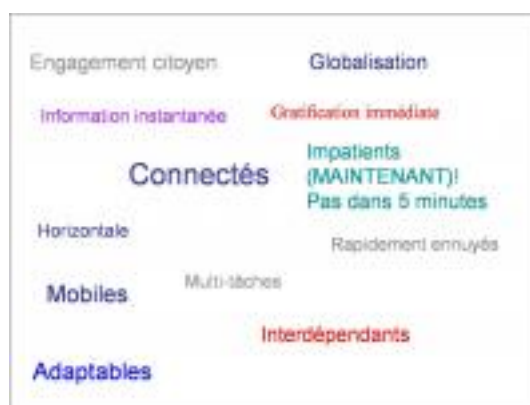 Engagement citoyen
Globalisation
Information instantanée
Gratification immédiate
Connectés
Impatients
(MAINTENANT)!
Pas dans 5 minutes
Horizontale
Rapidement ennuyés
Multi-tâches
Mobiles
Interdépendants
Adaptables